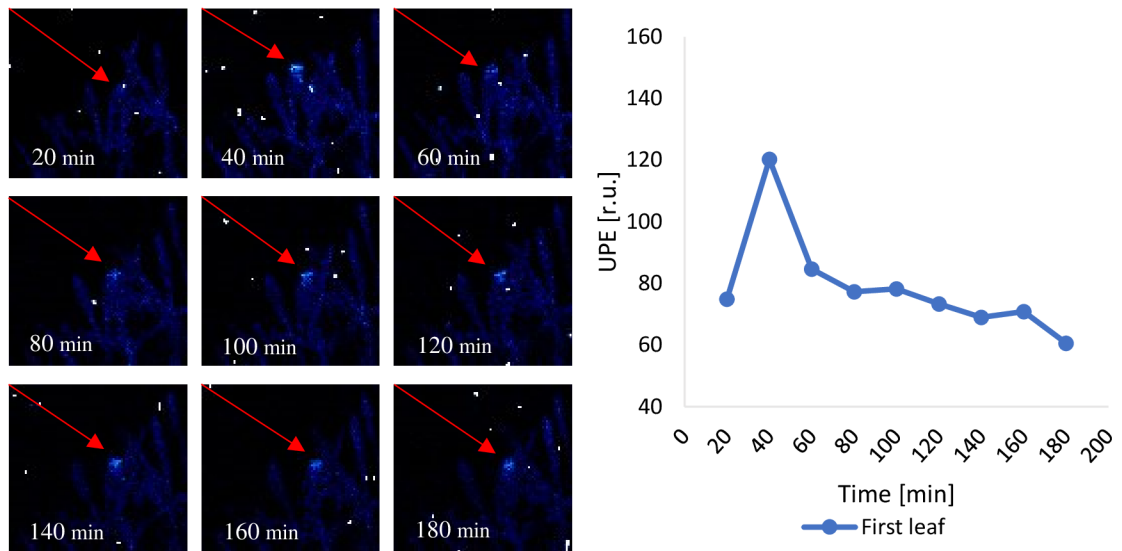 20 min
40 min
60 min
80 min
100 min
120 min
140 min
160 min
180 min
UPE [r.u.]
160
140
120
100
80
60
40
0 20 40 60 80 100 120 140 160 180 200
Time [min]
First leaf